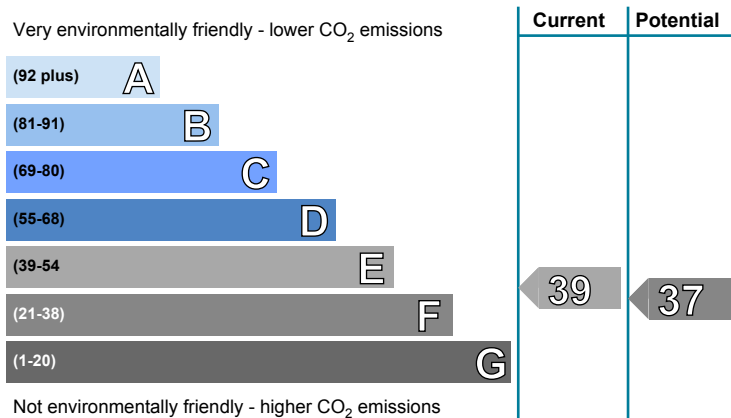 Very environmentally friendly - lower CO₂ emissions
Current
Potential
(92 plus) A
(81-91) B
(69-80) C
(55-68) D
(39-54 E
(21-38) F
(1-20) G
39
37
Not environmentally friendly - higher CO₂ emissions